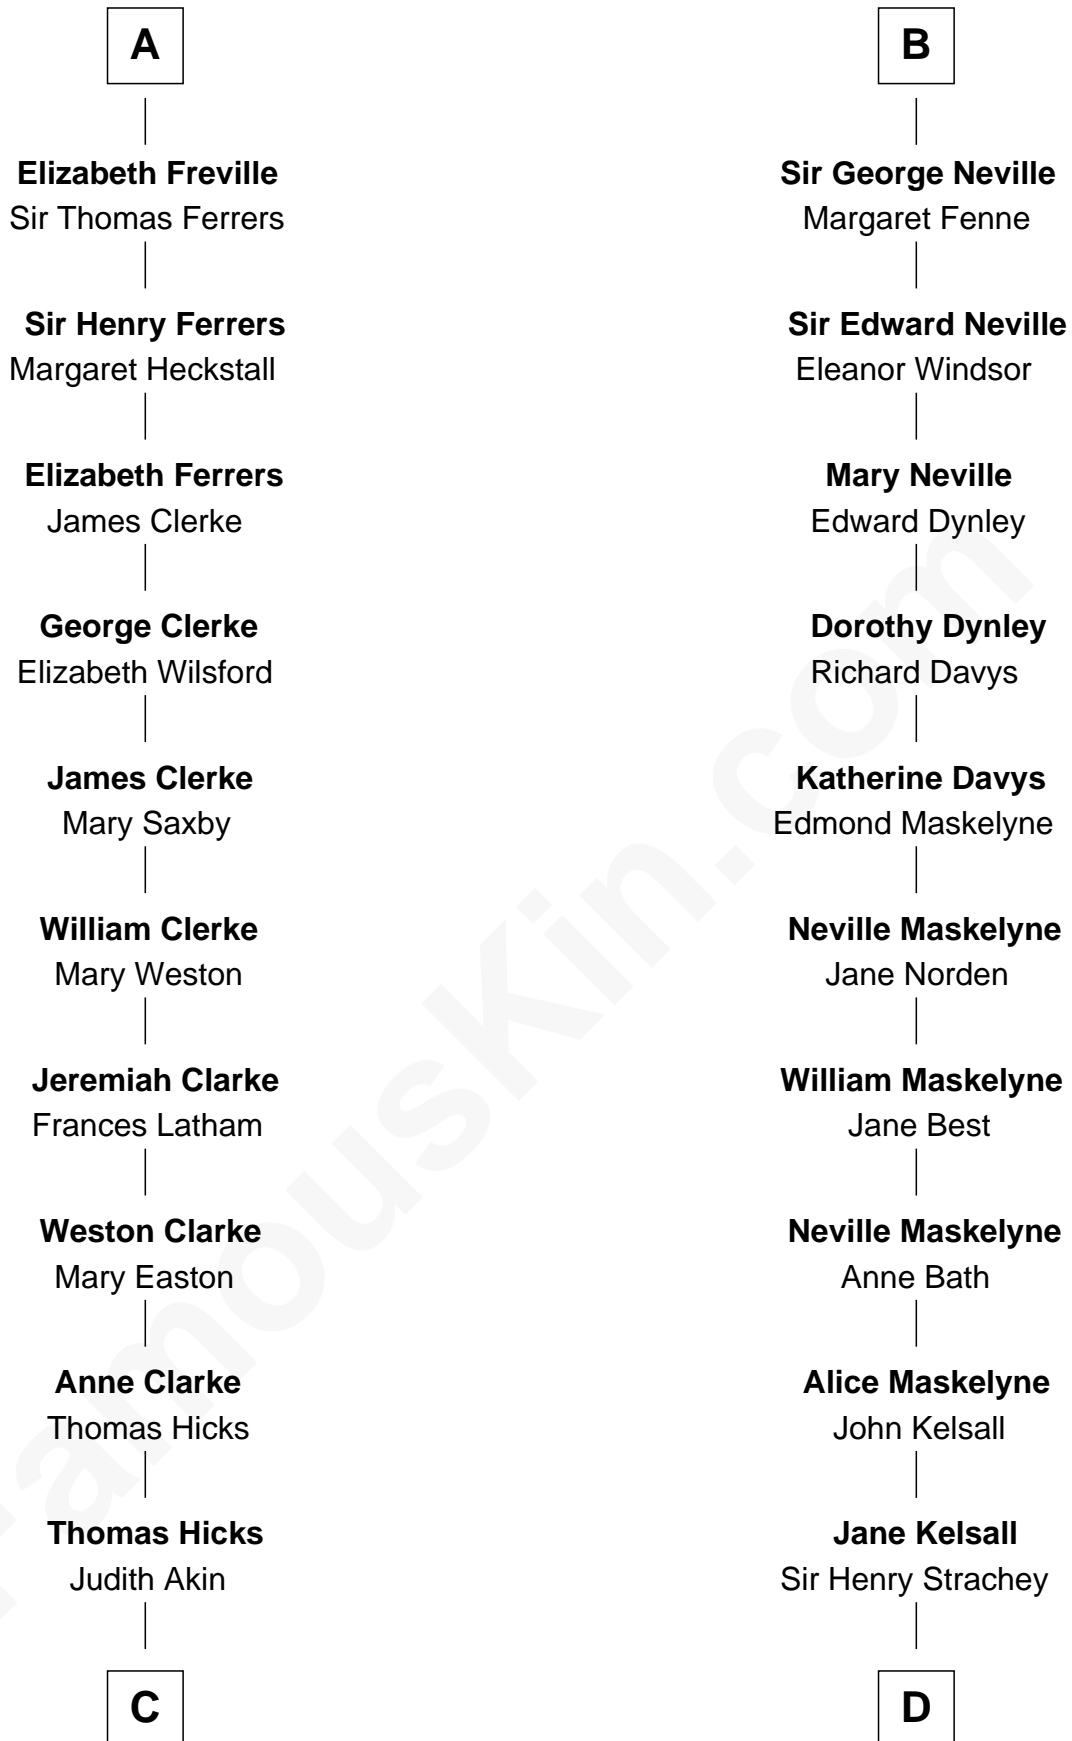 A
Elizabeth Freville
Sir Thomas Ferrers
Sir Henry Ferrers
Margaret Heckstall
Elizabeth Ferrers
James Clerke
George Clerke
Elizabeth Wilsford
James Clerke
Mary Saxby
William Clerke
Mary Weston
Jeremiah Clarke
Frances Latham
Weston Clarke
Mary Easton
Anne Clarke
Thomas Hicks
Thomas Hicks
Judith Akin
C
B
Sir George Neville
Margaret Fenne
Sir Edward Neville
Eleanor Windsor
Mary Neville
Edward Dynley
Dorothy Dynley
Richard Davys
Katherine Davys
Edmond Maskelyne
Neville Maskelyne
Jane Norden
William Maskelyne
Jane Best
Neville Maskelyne
Anne Bath
Alice Maskelyne
John Kelsall
Jane Kelsall
Sir Henry Strachey
D
FamousKin.com